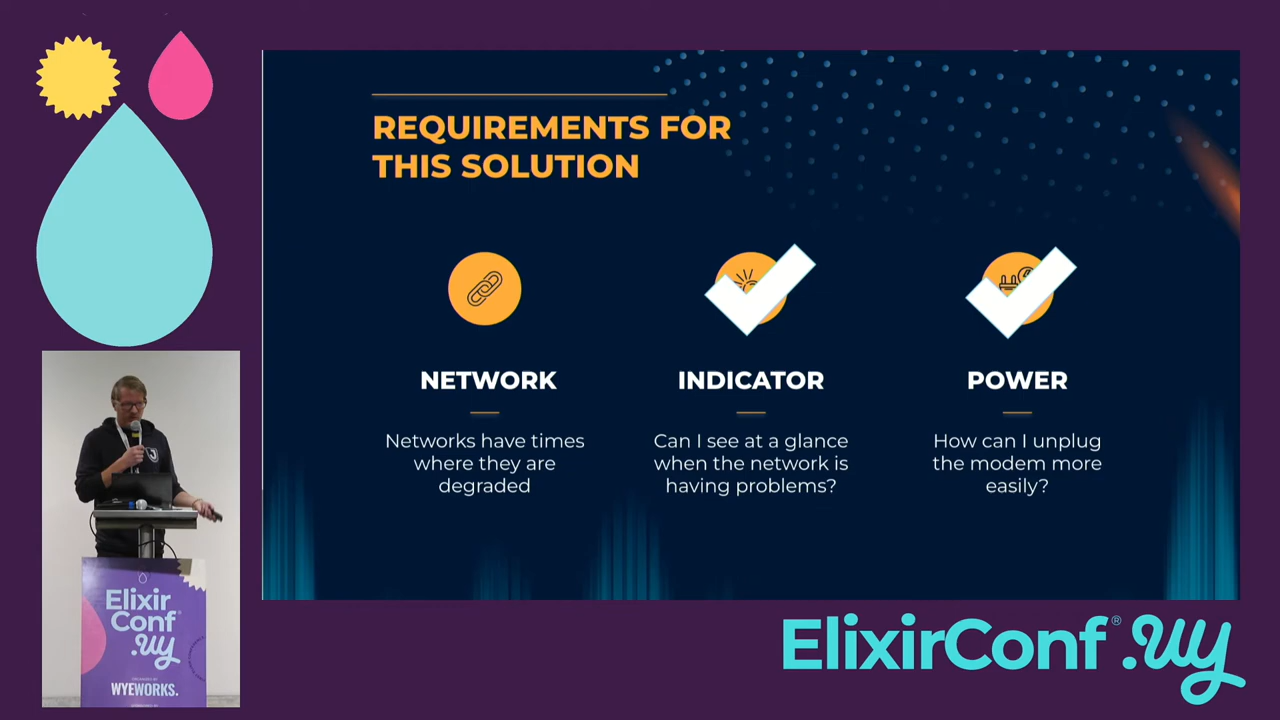 REQUIREMENTS FOR
THIS SOLUTION
NETWORK
Networks have times
where they are
degraded
INDICATOR
Can I see at a glance
when the network is
having problems?
POWER
How can I unplug
the modem more
easily?
Elixir
Conf
.uy
WYEWORKS.
ElixirConf® .uy